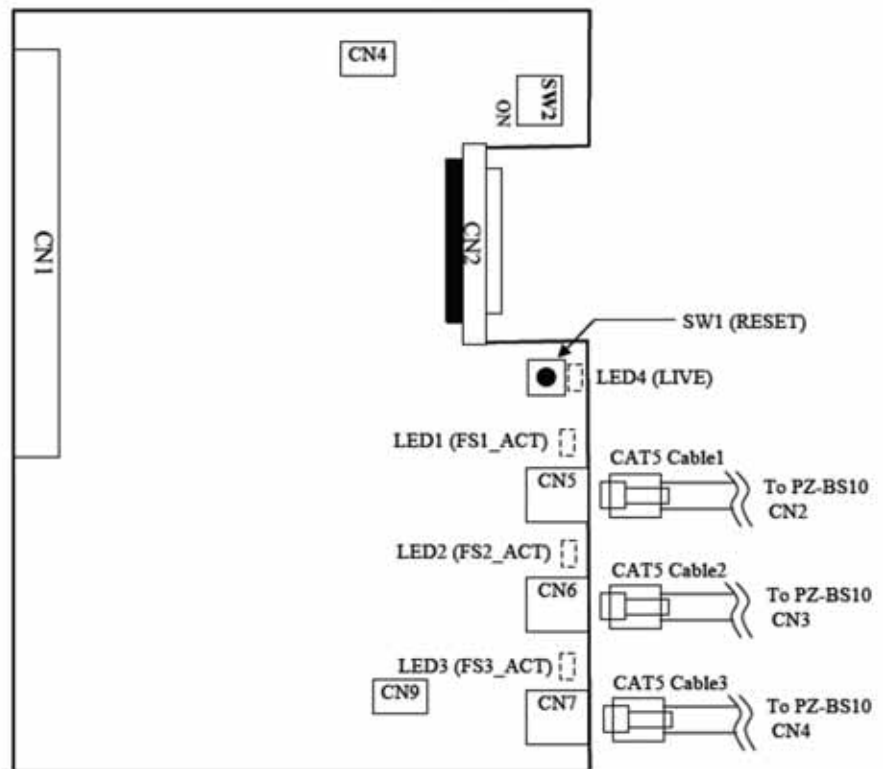 CN4
SW2
ON
CN1
CN2
SW1 (RESET)
LED4 (LIVE)
LED1 (FS1_ACT)
CAT5 Cable1
CN5
To PZ-BS10
CN2
LED2 (FS2_ACT)
CAT5 Cable2
CN6
To PZ-BS10
CN3
LED3 (FS3_ACT)
CAT5 Cable3
CN9
CN7
To PZ-BS10
CN4